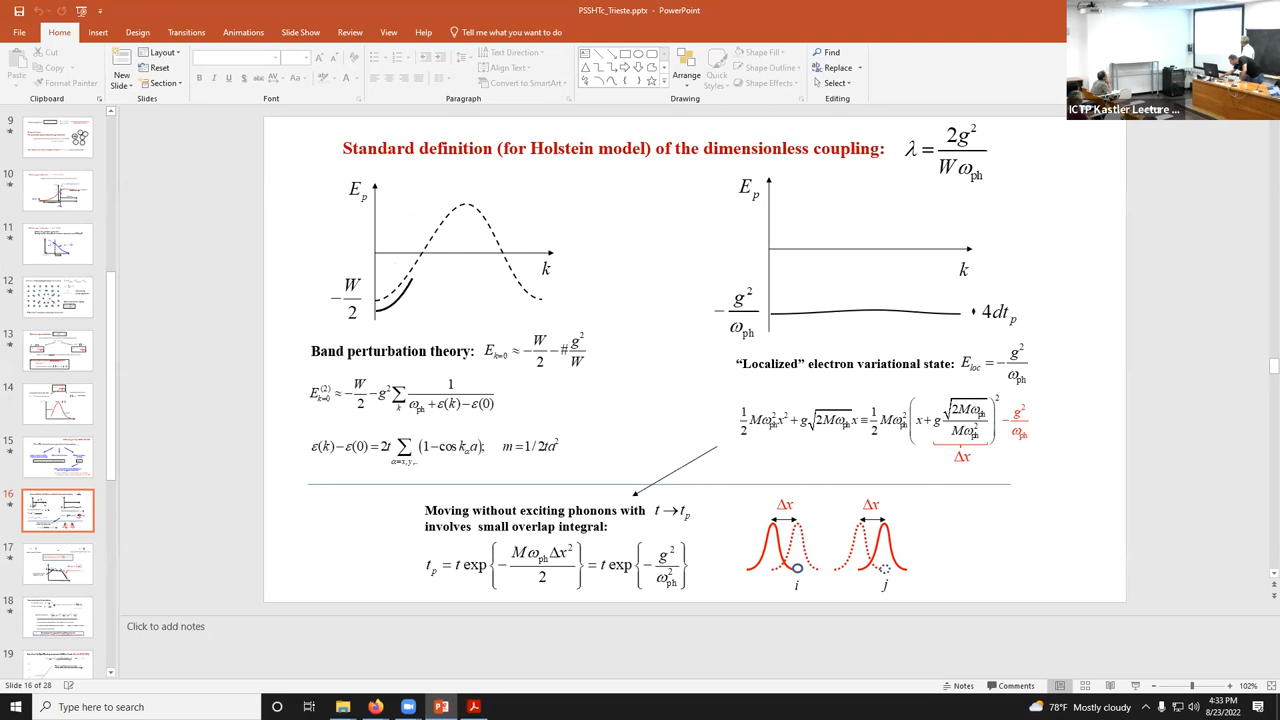 PSSHTc_Trieste.pptx - PowerPoint
File Home Insert Design Transitions Animations Slide Show Review View Help Tell me what you want to do
Paste
Cut
Copy
Format Painter
Clipboard
New Slide
Layout
Reset
Section
Slides
B I U S
Font
Text Direction
Align Text
Convert to SmartArt
Paragraph
Arrange
Quick Styles
Shape Fill
Shape Outline
Shape Effects
Drawing
Find
Replace
Select
Editing
ICTP Kastler Lecture ...
9
10
11
12
13
14
15
16
17
18
19
Standard definition (for Holstein model) of the dimensionless coupling: λ = 2g² / Wω_ph
E_p
k
−W/2
E_p
k
−g²/ω_ph
4dt_p
Band perturbation theory: E_{k=0} ≈ −W/2 − # g²/W
E^{(2)}_{k=0} ≈ −W/2 − g² ∑_k 1/(ω_ph + ε(k) − ε(0))
ε(k) − ε(0) = 2t ∑_{α=x,y,..} (1 − cos k_α a), m = 1/2ta²
“Localized” electron variational state: E_loc = −g²/ω_ph
½ Mω²_ph x² + g√(2Mω_ph) x ≡ ½ Mω²_ph (x + g √(2Mω_ph)/(Mω²_ph))² − g²/ω_ph
Δx
Moving without exciting phonons with t → t_p
involves small overlap integral:
t_p = t exp{−Mω_ph Δx²/2} = t exp{−g²/ω²_ph}
Δx Δx
i j
Click to add notes
Slide 16 of 28
Notes
Comments
102%
Type here to search
78°F Mostly cloudy
4:33 PM
8/23/2022